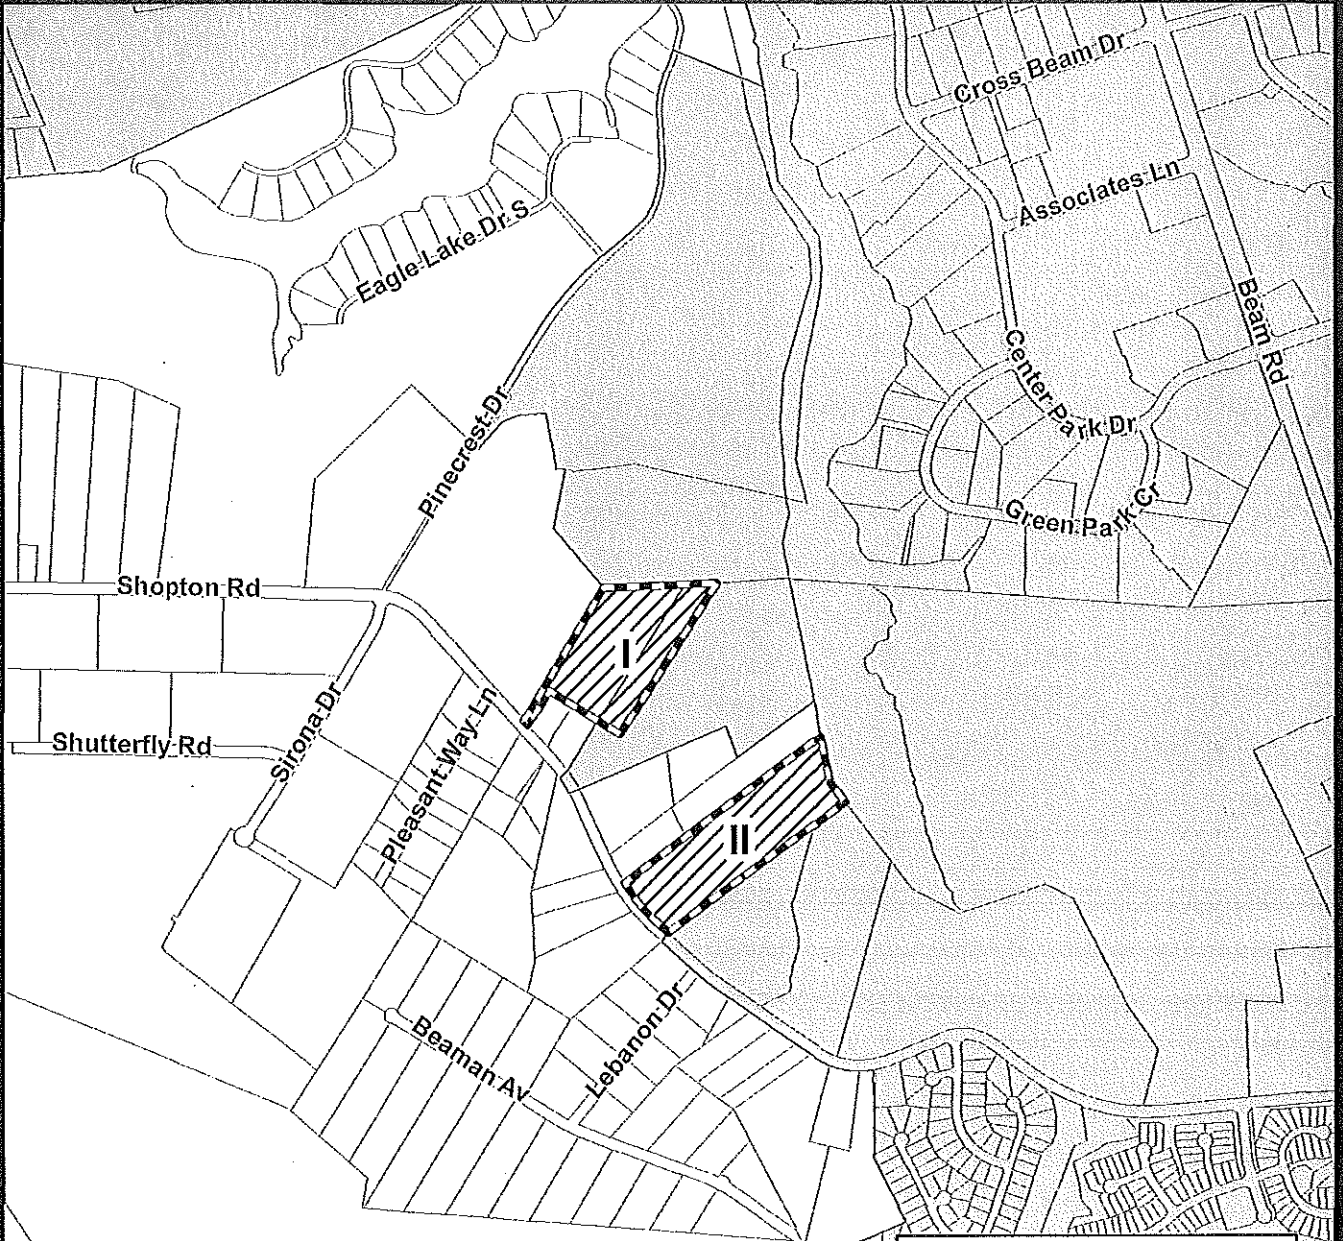 Cross Beam Dr
Associates Ln
Eagle Lake Dr S
Beam Rd
Center Park Dr
Pinecrest Dr
Green Park Cr
Shopton Rd
I
Sirona Dr
Pleasant Way Ln
Shutterfly Rd
II
Lebanon Dr
Beaman Av